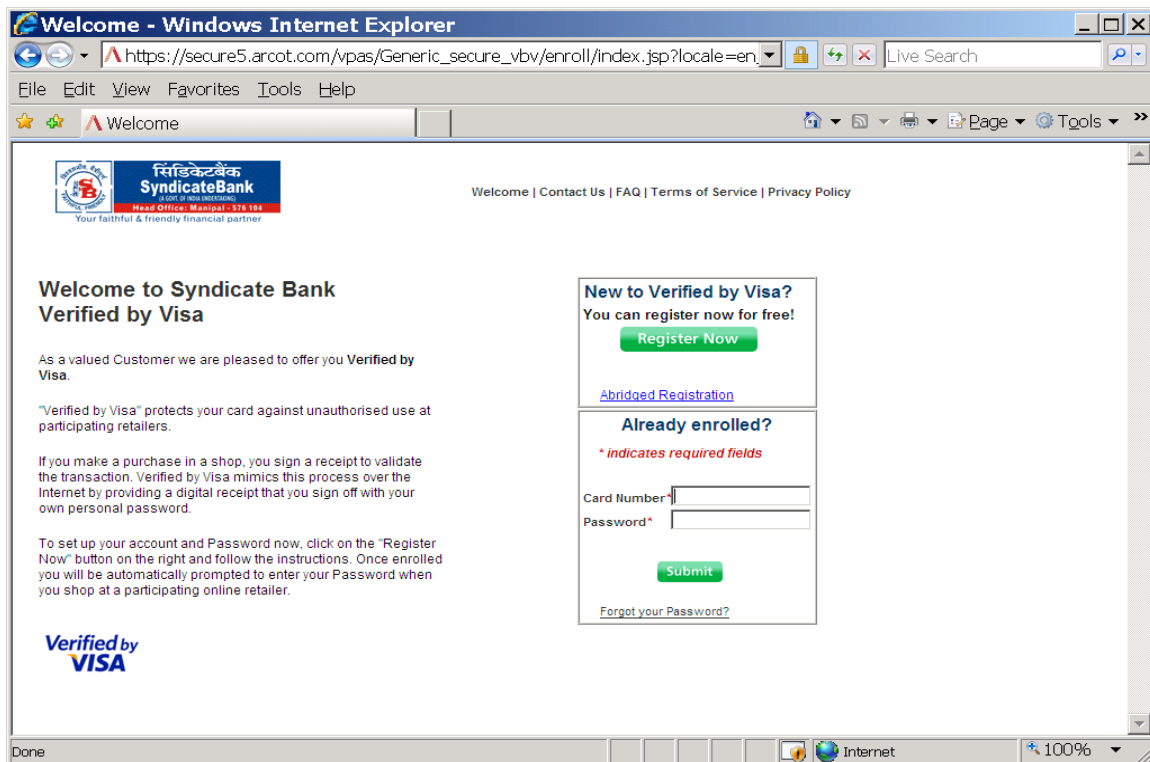 Welcome - Windows Internet Explorer
https://secure5.arcot.com/vpas/Generic_secure_vbv/enroll/index.jsp?locale=en_
Live Search
File Edit View Favorites Tools Help
Welcome
Page Tools »
सिंडिकेटबैंक
SyndicateBank
(A GOVT. OF INDIA UNDERTAKING)
Head Office: Manipal - 576 104
Your faithful & friendly financial partner
Welcome | Contact Us | FAQ | Terms of Service | Privacy Policy
Welcome to Syndicate Bank
Verified by Visa
As a valued Customer we are pleased to offer you Verified by
Visa.
"Verified by Visa" protects your card against unauthorised use at
participating retailers.
If you make a purchase in a shop, you sign a receipt to validate
the transaction. Verified by Visa mimics this process over the
Internet by providing a digital receipt that you sign off with your
own personal password.
To set up your account and Password now, click on the "Register
Now" button on the right and follow the instructions. Once enrolled
you will be automatically prompted to enter your Password when
you shop at a participating online retailer.
Verified by
VISA
New to Verified by Visa?
You can register now for free!
Register Now
Abridged Registration
Already enrolled?
* indicates required fields
Card Number*
Password*
Submit
Forgot your Password?
Done
Internet
100%